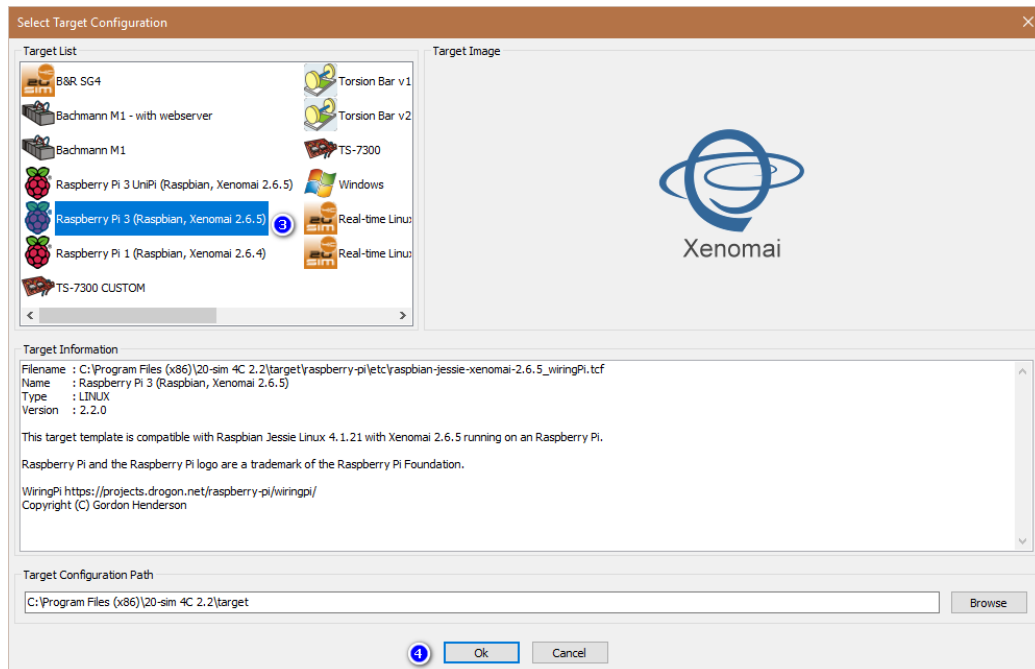 Select Target Configuration
Target List
B&R SG4
Bachmann M1 - with webserver
Bachmann M1
Raspberry Pi 3 UniPi (Raspbian, Xenomai 2.6.5)
Raspberry Pi 3 (Raspbian, Xenomai 2.6.5)
3
Raspberry Pi 1 (Raspbian, Xenomai 2.6.4)
TS-7300 CUSTOM
Torsion Bar v1
Torsion Bar v2
TS-7300
Windows
Real-time Linux
Real-time Linux
Target Image
Xenomai
Target Information
Filename : C:\Program Files (x86)\20-sim 4C 2.2\target\raspberry-pi\etc\raspbian-jessie-xenomai-2.6.5_wiringPi.tcf
Name : Raspberry Pi 3 (Raspbian, Xenomai 2.6.5)
Type : LINUX
Version : 2.2.0
This target template is compatible with Raspbian Jessie Linux 4.1.21 with Xenomai 2.6.5 running on an Raspberry Pi.
Raspberry Pi and the Raspberry Pi logo are a trademark of the Raspberry Pi Foundation.
WiringPi https://projects.drogon.net/raspberry-pi/wiringpi/
Copyright (C) Gordon Henderson
Target Configuration Path
C:\Program Files (x86)\20-sim 4C 2.2\target
Browse
4
Ok
Cancel